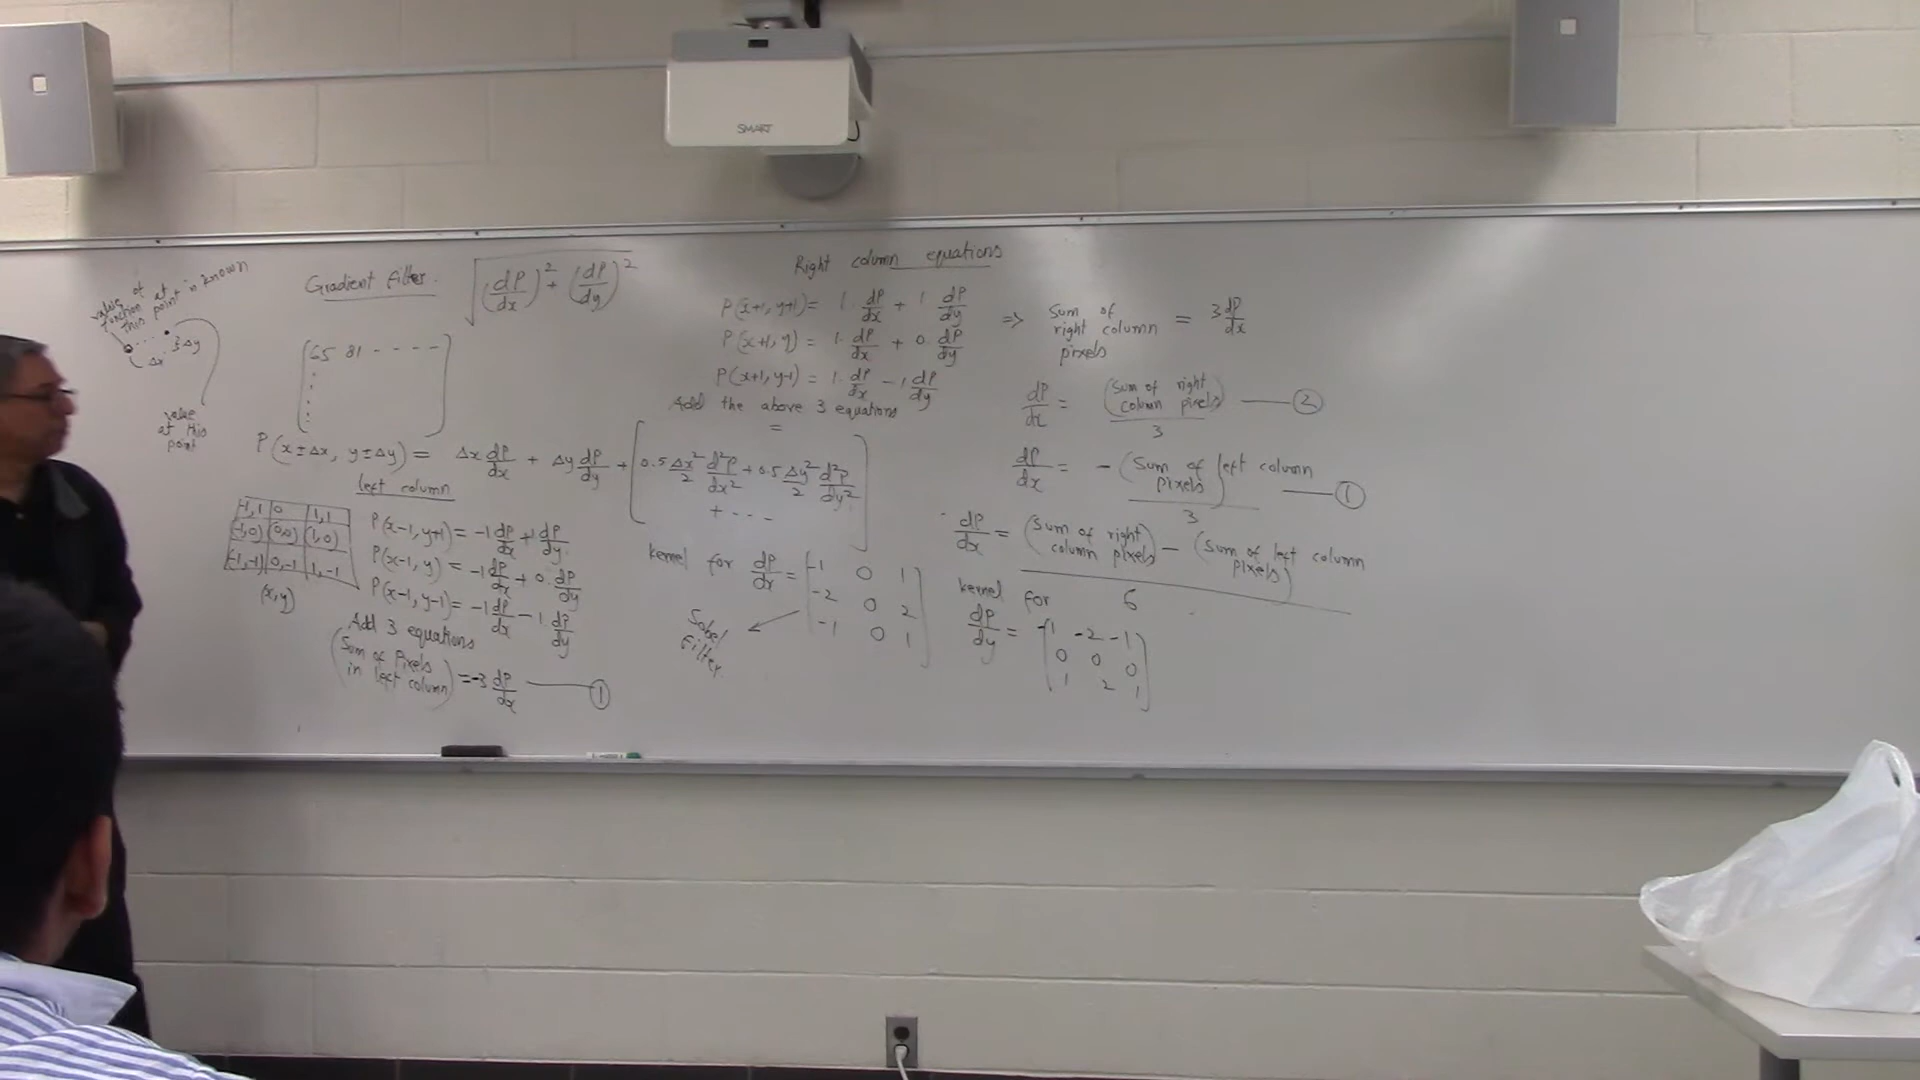 SMART
value of
function at
this point is known
Δx
3 Δy
value
at this
point
Gradient Filter. √((dP/dx)² + (dP/dy)²)
[65 81 - - - -
P(x±Δx, y±Δy) = Δx dP/dx + Δy dP/dy + [0.5 Δx²/2 d²P/dx² + 0.5 Δy²/2 d²P/dy²
+ - - -]
left column
-1,1 0 1,1
(-1,0) (0,0) (1,0)
(-1,-1) 0,-1 1,-1
(x,y)
P(x-1, y+1) = -1 dP/dx + 1 dP/dy
P(x-1, y) = -1 dP/dx + 0. dP/dy
P(x-1, y-1) = -1 dP/dx - 1. dP/dy
Add 3 equations
(Sum of Pixels
in left column) = -3 dP/dx —— ①
Right column equations
P(x+1, y+1) = 1. dP/dx + 1 dP/dy
P(x+1, y) = 1. dP/dx + 0. dP/dy
P(x+1, y-1) = 1. dP/dx - 1 dP/dy
Add the above 3 equations
=
⇒ Sum of
right column = 3 dP/dx
pixels
dP/dx = (Sum of right
column pixels) / 3 —— ②
dP/dx = -(Sum of left column
pixels) / 3 —— ①
dP/dx = (Sum of right
column pixels) - (Sum of left column
pixels) / 6
kernel for dP/dx = [-1 0 1
-2 0 2
-1 0 1]
Sobel
Filter
kernel for
dP/dy = [-1 -2 -1
0 0 0
1 2 1]